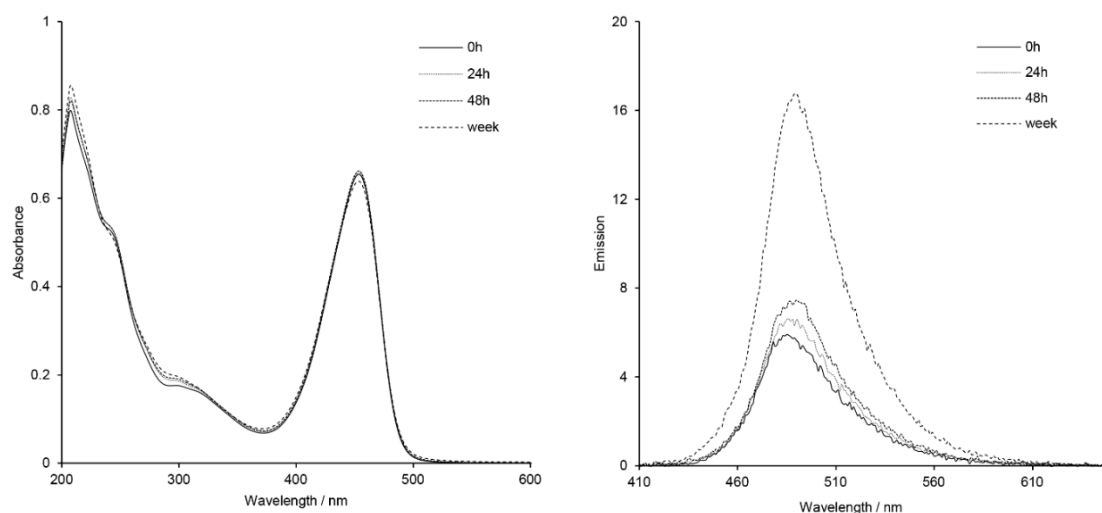 1
0.8
0.6
0.4
0.2
0
200
300
400
500
600
Absorbance
Wavelength / nm
0h
24h
48h
week
20
16
12
8
4
0
410
460
510
560
610
Emission
Wavelength / nm
0h
24h
48h
week